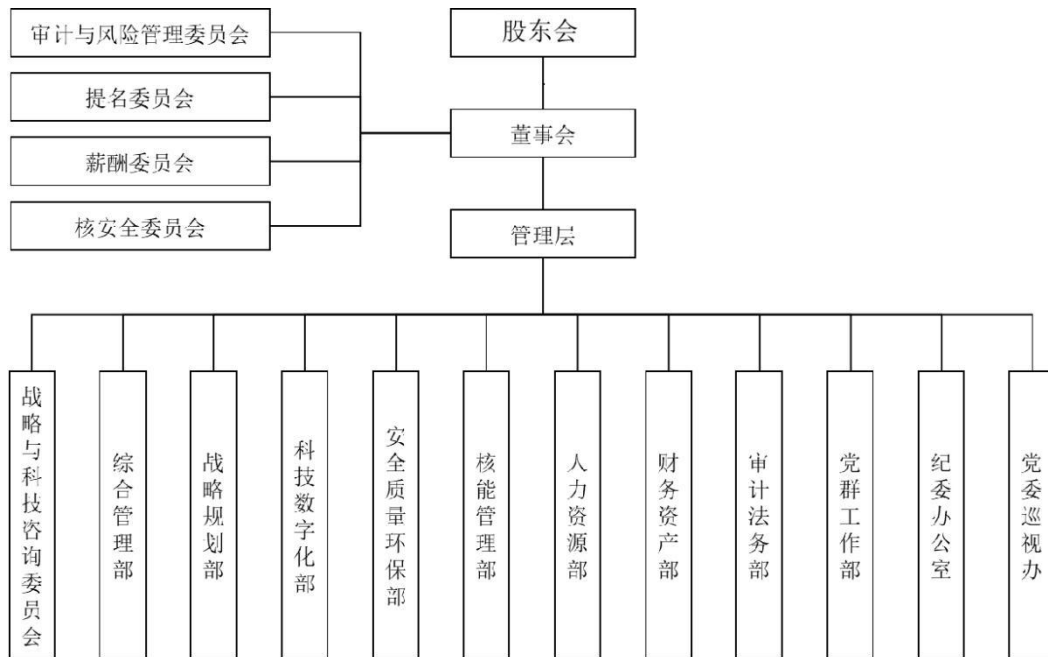 审计与风险管理委员会
股东会
提名委员会
董事会
薪酬委员会
核安全委员会
管理层
战略与科技咨询委员会
综合管理部
战略规划部
科技数字化部
安全质量环保部
核能管理部
人力资源部
财务资产部
审计法务部
党群工作部
纪委办公室
党委巡视办